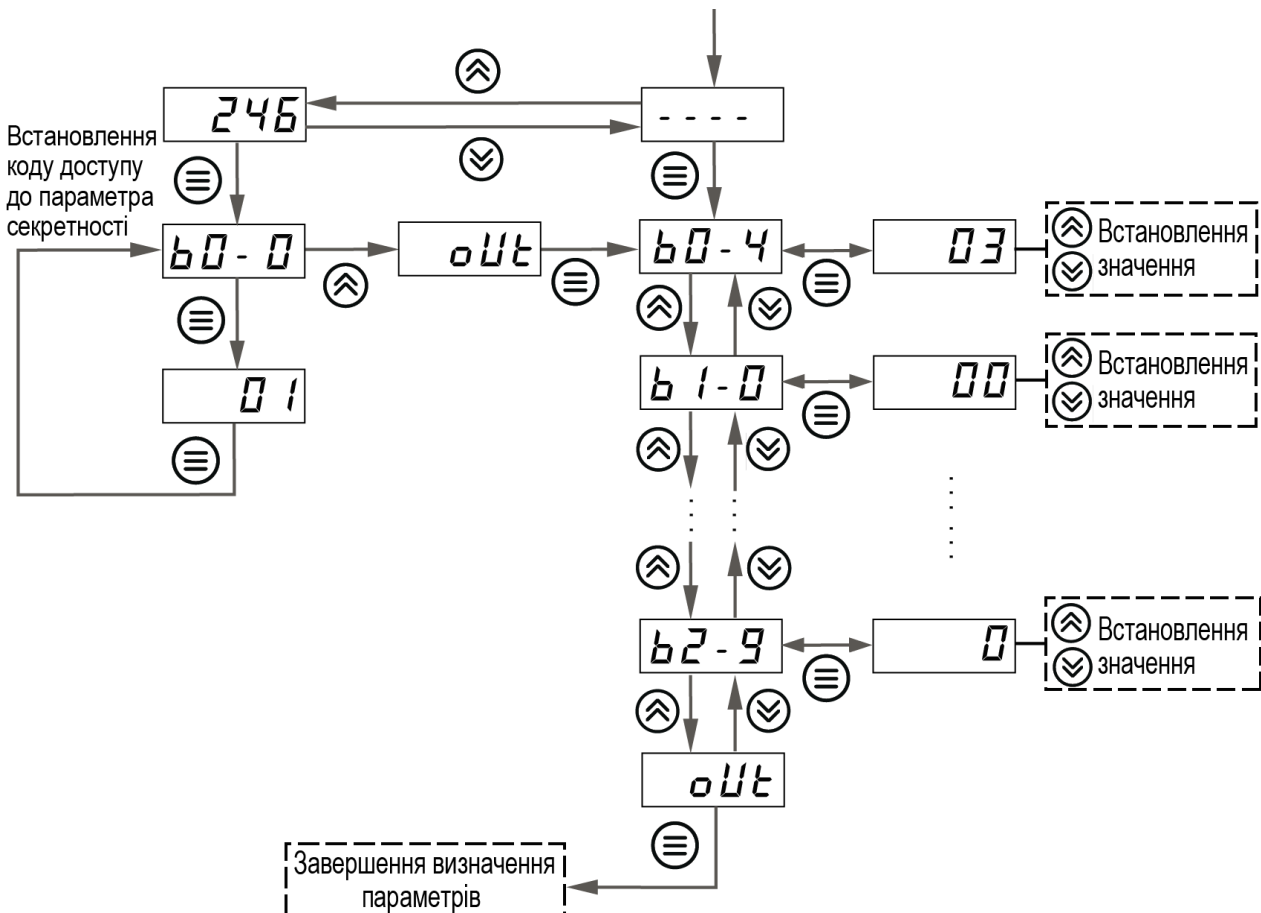 246
- - - -
Встановлення
коду доступу
до параметра
секретності
b0-0
oUt
b0-4
03
Встановлення
значення
01
b1-0
00
Встановлення
значення
b2-9
0
Встановлення
значення
oUt
Завершення визначення
параметрів